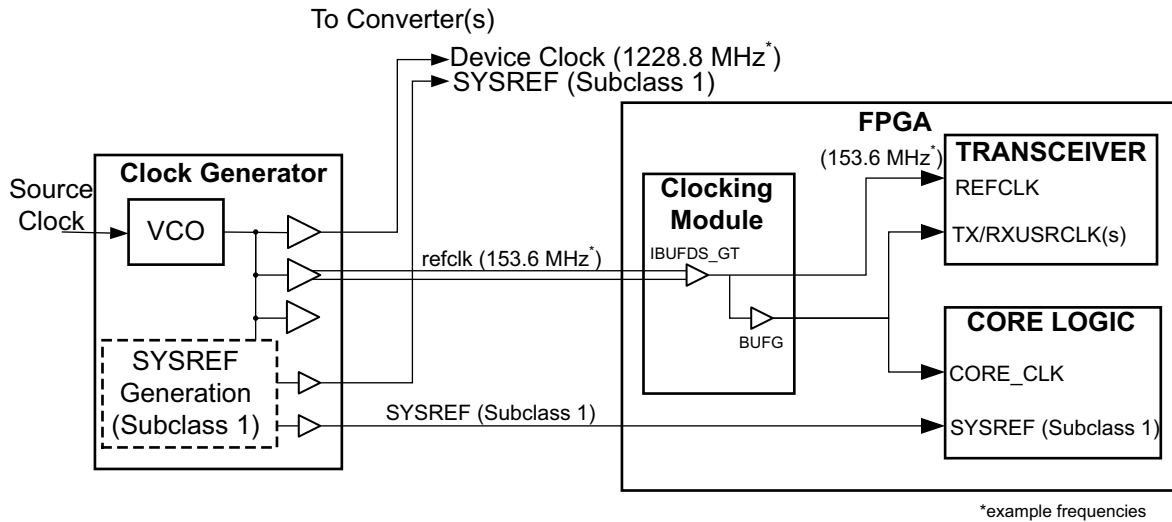 To Converter(s)
Device Clock (1228.8 MHz*)
SYSREF (Subclass 1)
FPGA
Clock Generator
Source
Clock
VCO
refclk (153.6 MHz*)
SYSREF
Generation
(Subclass 1)
SYSREF (Subclass 1)
Clocking
Module
IBUFDS_GT
BUFG
(153.6 MHz*)
TRANSCEIVER
REFCLK
TX/RXUSRCLK(s)
CORE LOGIC
CORE_CLK
SYSREF (Subclass 1)
*example frequencies